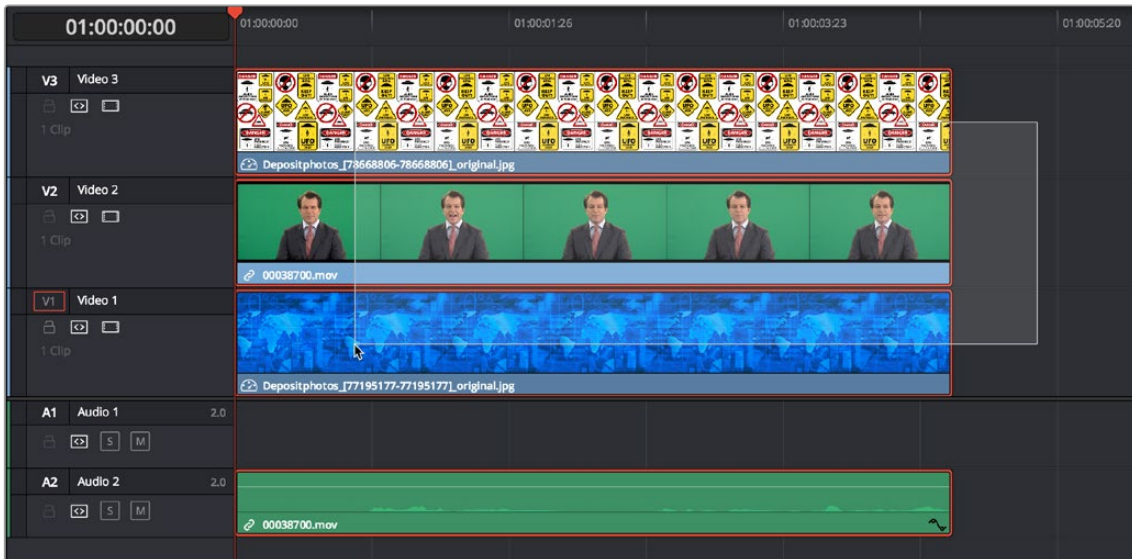 01:00:00:00
01:00:00:00 01:00:01:26 01:00:03:23 01:00:05:20
V3 Video 3
1 Clip
Depositphotos_[78668806-78668806]_original.jpg
V2 Video 2
1 Clip
00038700.mov
V1 Video 1
1 Clip
Depositphotos_[77195177-77195177]_original.jpg
A1 Audio 1 2.0
S M
A2 Audio 2 2.0
S M
00038700.mov